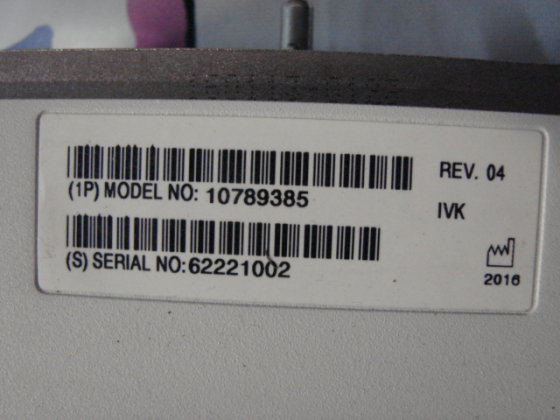 (1P) MODEL NO: 10789385
REV. 04
IVK
(S) SERIAL NO: 62221002
2016